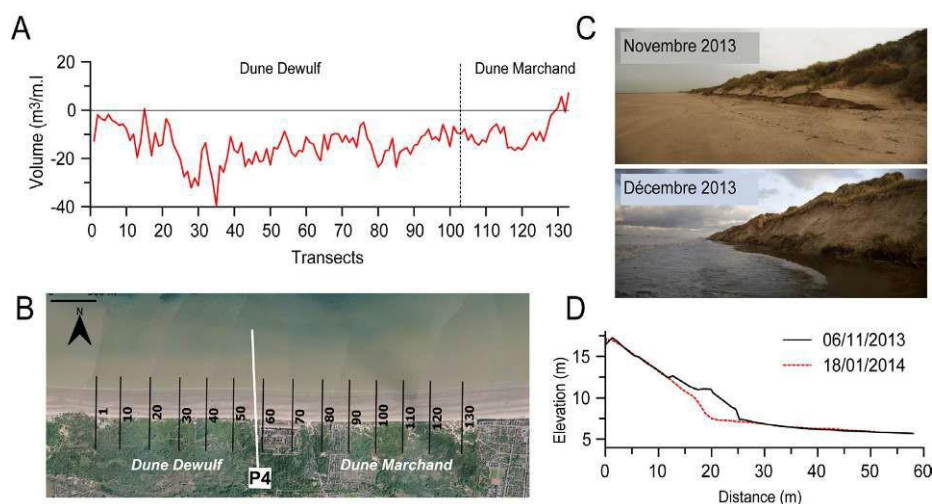 A
Volume (m³/m.l)
20
0
-20
-40
Dune Dewulf
Dune Marchand
0 10 20 30 40 50 60 70 80 90 100 110 120 130
Transects
B
N
1 10 20 30 40 50 60 70 80 90 100 110 120 130
Dune Dewulf
Dune Marchand
P4
C
Novembre 2013
Décembre 2013
D
Elevation (m)
15
10
5
06/11/2013
18/01/2014
0 10 20 30 40 50 60
Distance (m)